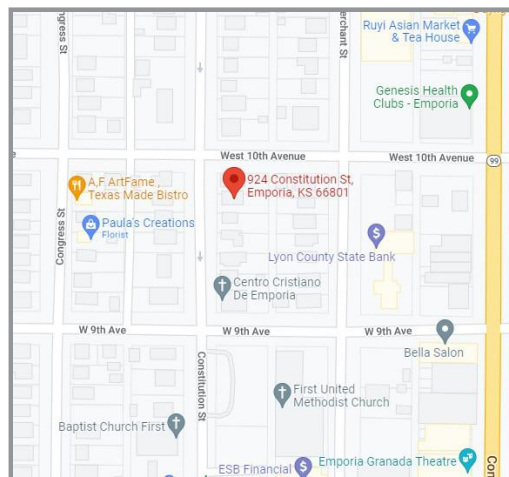 ngress St
erchant St
Ruyi Asian Market
& Tea House
Genesis Health
Clubs - Emporia
West 10th Avenue
West 10th Avenue
99
A,F ArtFame ,
Texas Made Bistro
924 Constitution St,
Emporia, KS 66801
Paula's Creations
Florist
Congress St
Lyon County State Bank
Centro Cristiano
De Emporia
W 9th Ave
W 9th Ave
W 9th Ave
Bella Salon
Constitution St
First United
Methodist Church
Baptist Church First
ESB Financial
Emporia Granada Theatre
Com